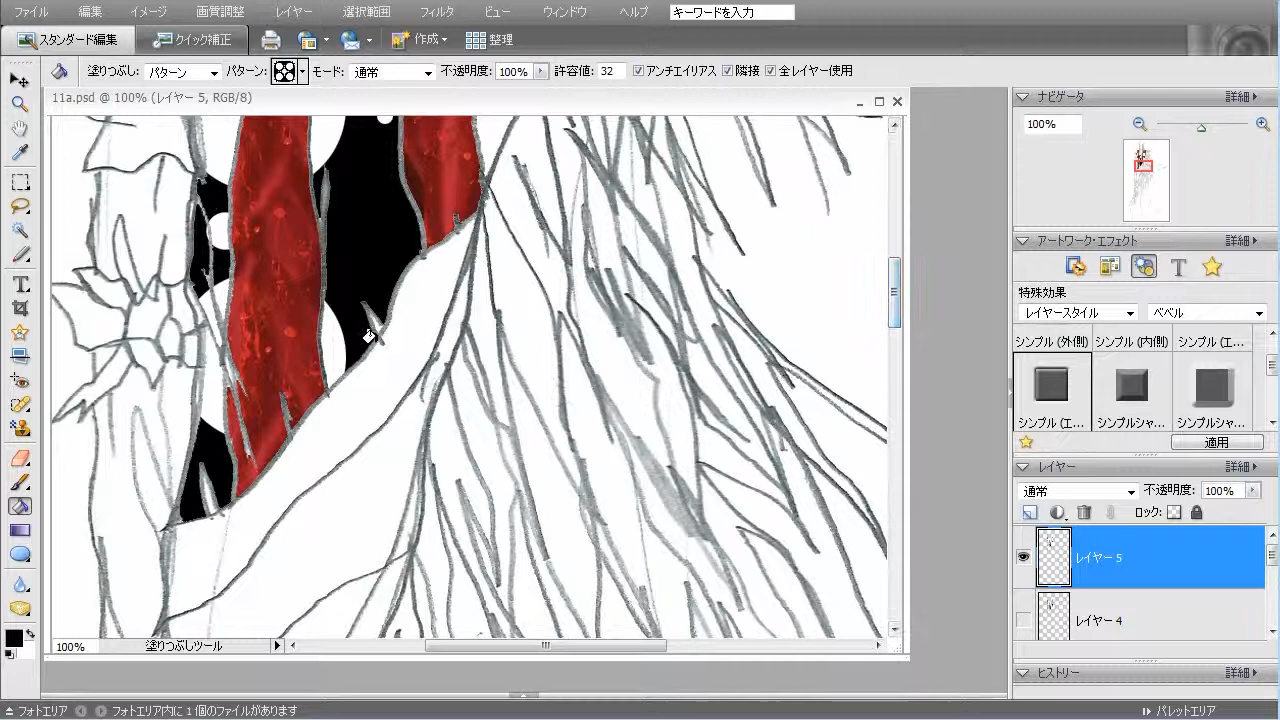 ファイル 編集 イメージ 画質調整 レイヤー 選択範囲 フィルタ ビュー ウィンドウ ヘルプ キーワードを入力
スタンダード編集 クイック補正 作成 整理
塗りつぶし: パターン パターン: モード: 通常 不透明度: 100% 許容値: 32 アンチエイリアス 隣接 全レイヤー使用
11a.psd @ 100% (レイヤー 5, RGB/8)
ナビゲータ 詳細
100%
アートワーク・エフェクト 詳細
特殊効果
レイヤースタイル ベベル
シンプル (外側) シンプル (内側) シンプル (エ...
シンプル (エ... シンプルシャ... シンプルシャ...
適用
レイヤー 詳細
通常 不透明度: 100%
ロック:
レイヤー 5
レイヤー 4
100% 塗りつぶしツール
ヒストリー 詳細
フォトエリア フォトエリア内に 1 個のファイルがあります パレットエリア